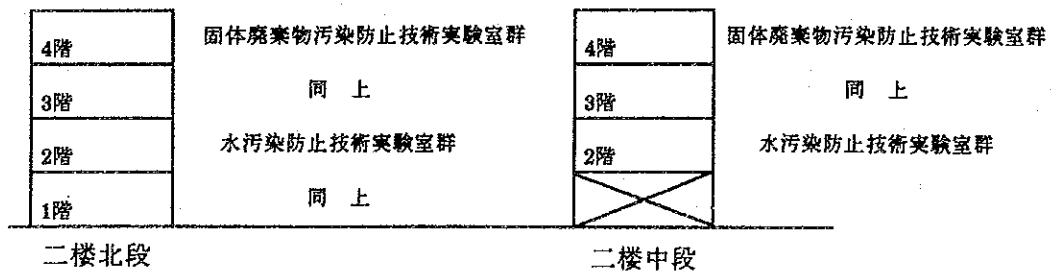 4階 固体廃棄物汚染防止技術実験室群
3階 同 上
2階 水汚染防止技術実験室群
1階 同 上
二楼北段
4階 固体廃棄物汚染防止技術実験室群
3階 同 上
2階 水汚染防止技術実験室群
二楼中段